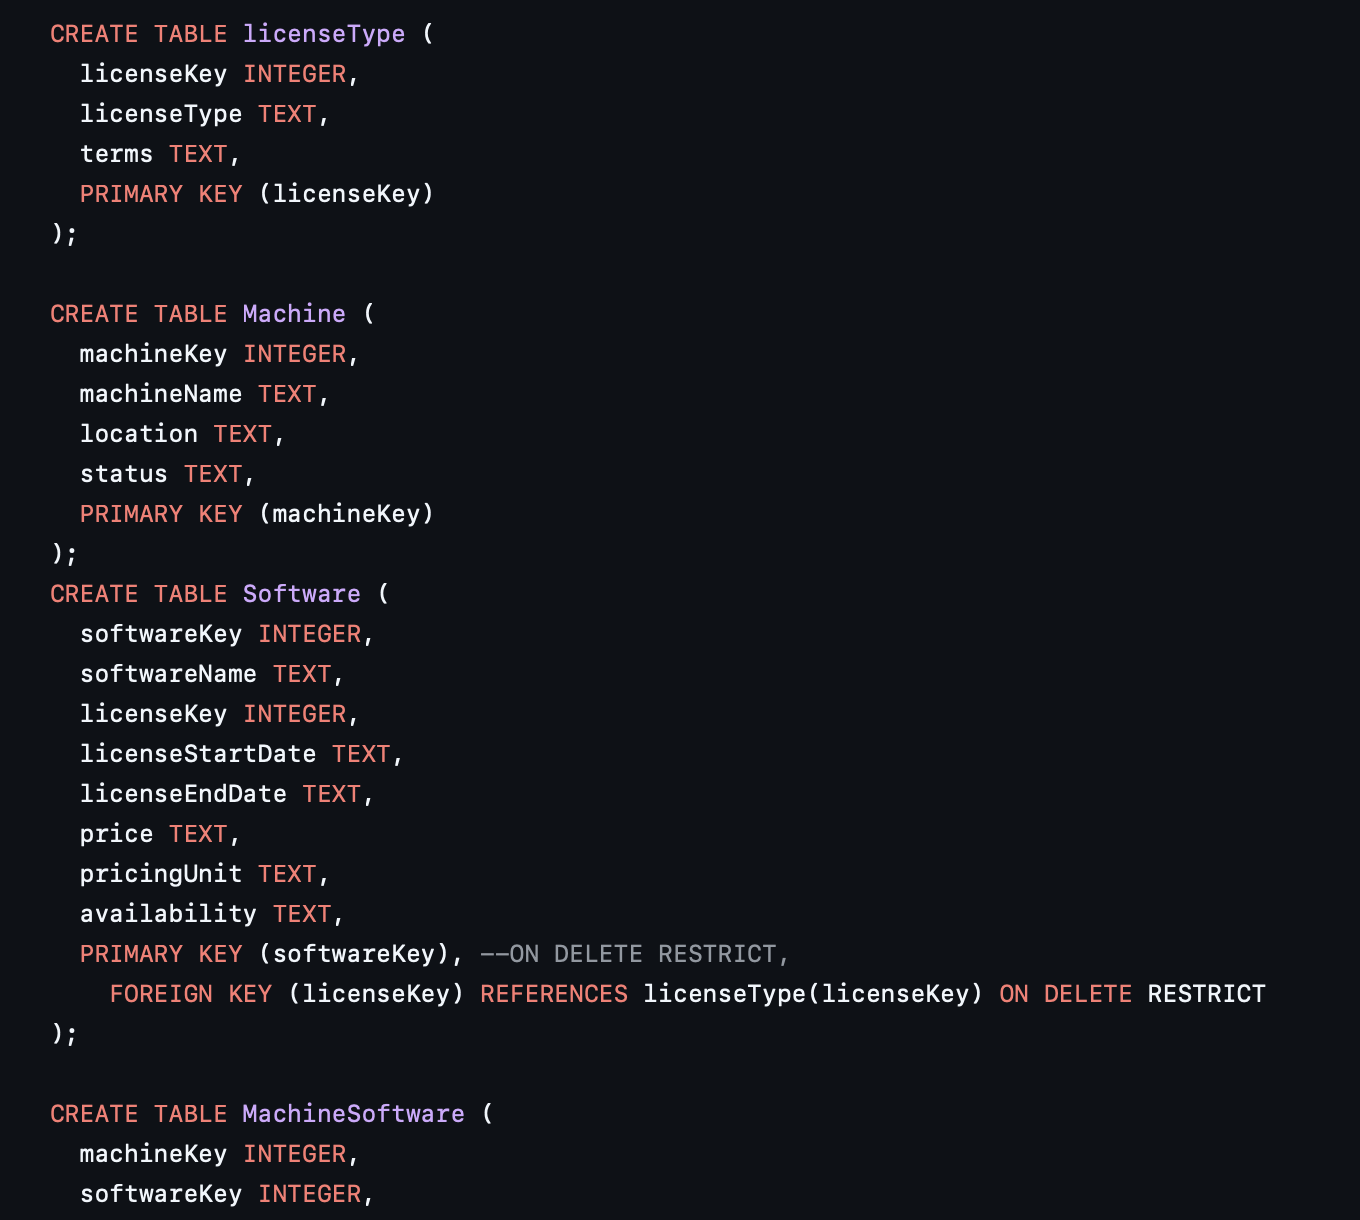 CREATE TABLE licenseType (
  licenseKey INTEGER,
  licenseType TEXT,
  terms TEXT,
  PRIMARY KEY (licenseKey)
);

CREATE TABLE Machine (
  machineKey INTEGER,
  machineName TEXT,
  location TEXT,
  status TEXT,
  PRIMARY KEY (machineKey)
);
CREATE TABLE Software (
  softwareKey INTEGER,
  softwareName TEXT,
  licenseKey INTEGER,
  licenseStartDate TEXT,
  licenseEndDate TEXT,
  price TEXT,
  pricingUnit TEXT,
  availability TEXT,
  PRIMARY KEY (softwareKey), --ON DELETE RESTRICT,
    FOREIGN KEY (licenseKey) REFERENCES licenseType(licenseKey) ON DELETE RESTRICT
);

CREATE TABLE MachineSoftware (
  machineKey INTEGER,
  softwareKey INTEGER,